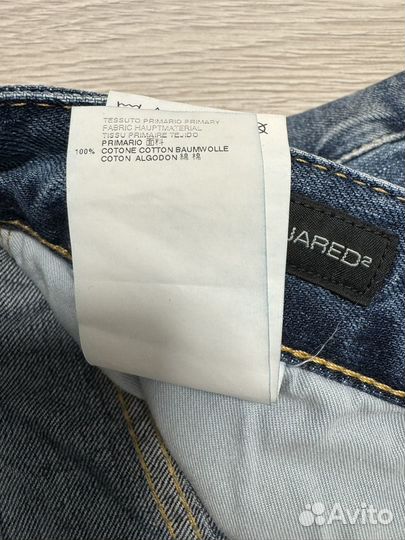 TESSUTO PRIMARIO PRIMARY
FABRIC HAUPTMATERIAL
TISSU PRIMAIRE TEJIDO
PRIMARIO 面料
100% COTONE COTTON BAUMWOLLE
COTON ALGODON 綿 棉
UARED2
Avito